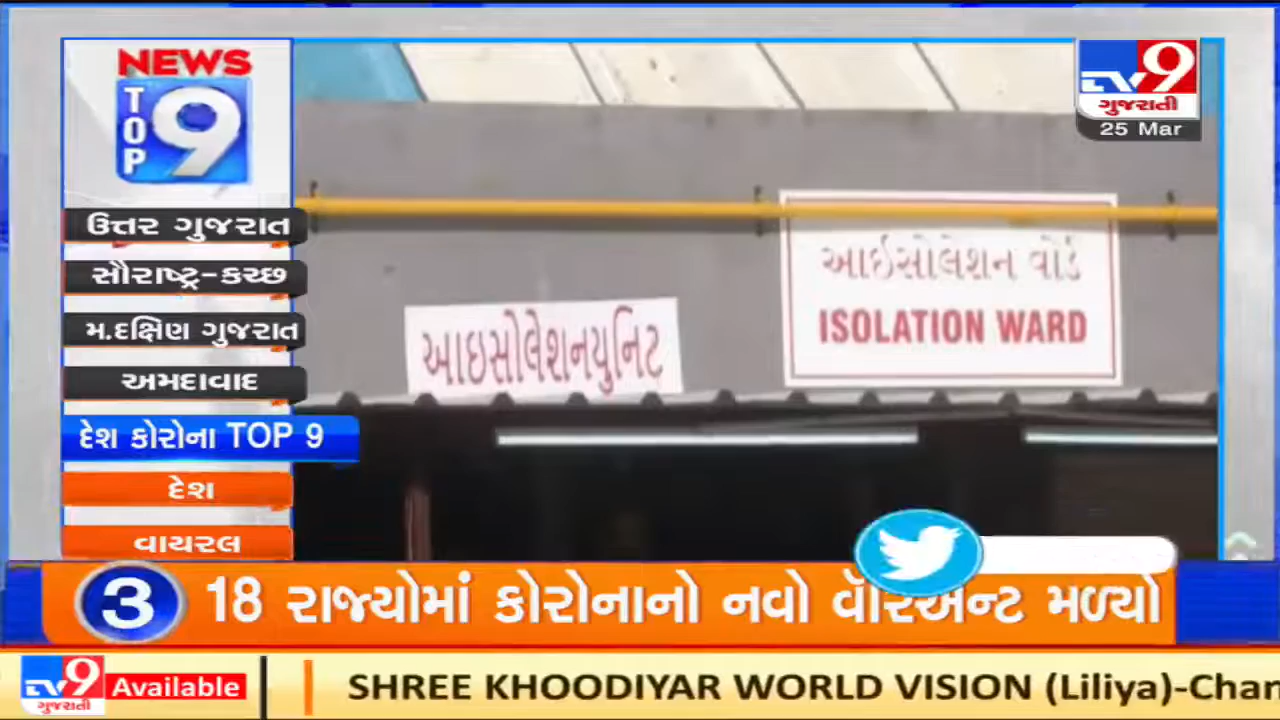 NEWS
TOP
9
TV9
ગુજરાતી
25 Mar
ઉત્તર ગુજરાત
સૌરાષ્ટ્ર-કચ્છ
મ.દક્ષિણ ગુજરાત
અમદાવાદ
દેશ કોરોના TOP 9
દેશ
વાયરલ
આઇસોલેશન વોર્ડ
ISOLATION WARD
આઇસોલેશનયુનિટ
3 18 રાજ્યોમાં કોરોનાનો નવો વૅરિઅન્ટ મળ્યો
TV9
ગુજરાતી
Available
SHREE KHOODIYAR WORLD VISION (Liliya)-Chan